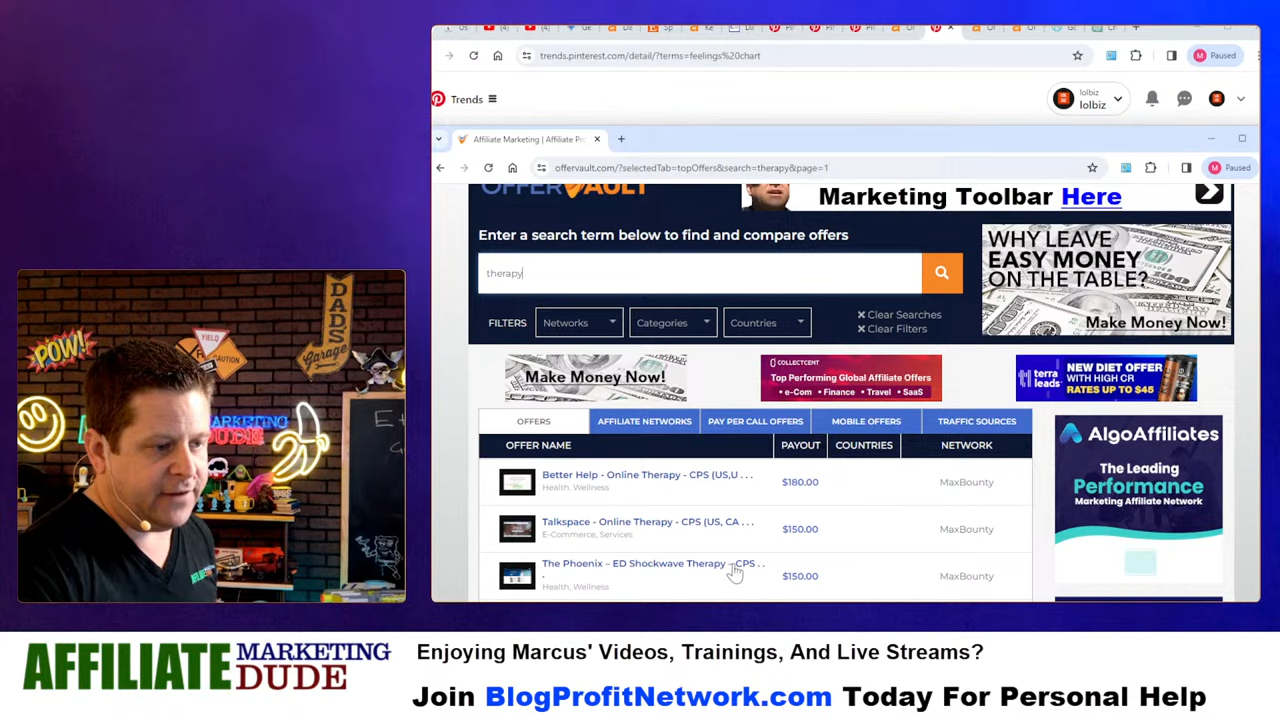 trends.pinterest.com/detail/?terms=feelings%20chart
Paused
Trends
lolbiz
lolbiz
Affiliate Marketing | Affiliate Pr
offervault.com/?selectedTab=topOffers&search=therapy&page=1
Paused
OFFERVAULT
Marketing Toolbar Here
Enter a search term below to find and compare offers
therapy
FILTERS
Networks
Categories
Countries
Clear Searches
Clear Filters
WHY LEAVE
EASY MONEY
ON THE TABLE?
Make Money Now!
Make Money Now!
COLLECTCENT
Top Performing Global Affiliate Offers
• e-Com • Finance • Travel • SaaS
terra
leads
NEW DIET OFFER
WITH HIGH CR
RATES UP TO $45
OFFERS
AFFILIATE NETWORKS
PAY PER CALL OFFERS
MOBILE OFFERS
TRAFFIC SOURCES
OFFER NAME
PAYOUT
COUNTRIES
NETWORK
Better Help - Online Therapy - CPS (US,U . . .
Health, Wellness
$180.00
MaxBounty
Talkspace - Online Therapy - CPS (US, CA . . .
E-Commerce, Services
$150.00
MaxBounty
The Phoenix – ED Shockwave Therapy – CPS . .
.
Health, Wellness
$150.00
MaxBounty
AlgoAffiliates
The Leading
Performance
Marketing Affiliate Network
POW!
YIELD
CAUTION
DADS
Garage
MARKETING
DUDE
AFFILIATE MARKETING
DUDE
Enjoying Marcus' Videos, Trainings, And Live Streams?
Join BlogProfitNetwork.com Today For Personal Help